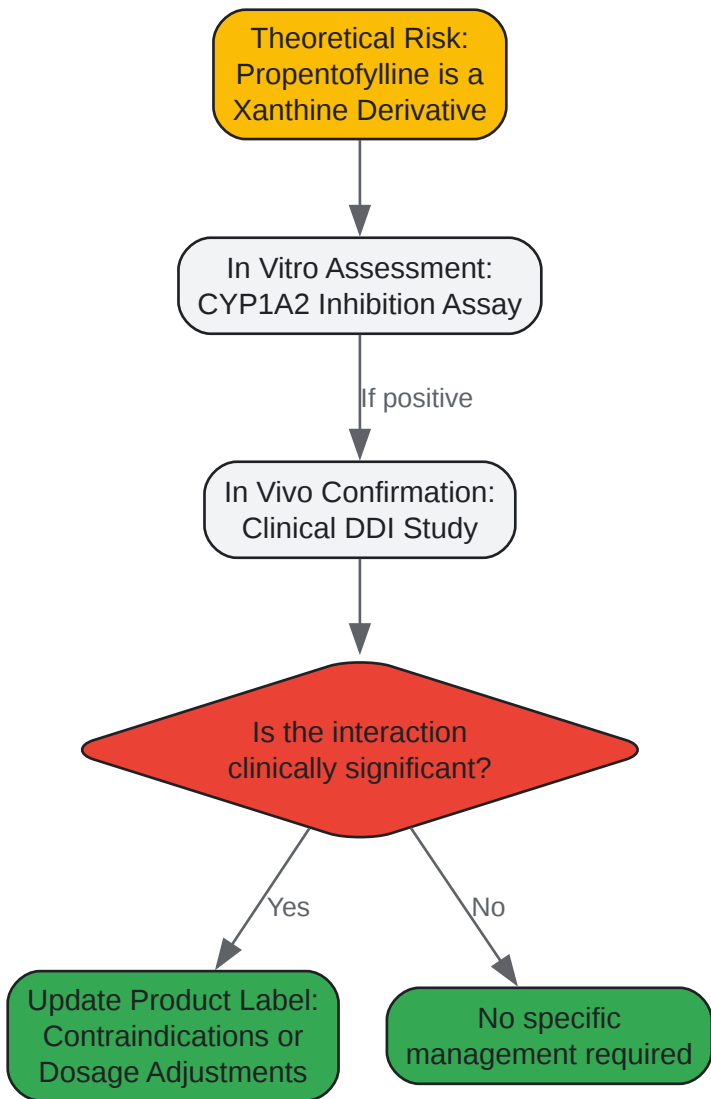 Theoretical Risk:
Propentofylline is a
Xanthine Derivative
In Vitro Assessment:
CYP1A2 Inhibition Assay
If positive
In Vivo Confirmation:
Clinical DDI Study
Is the interaction
clinically significant?
Yes
No
Update Product Label:
Contraindications or
Dosage Adjustments
No specific
management required